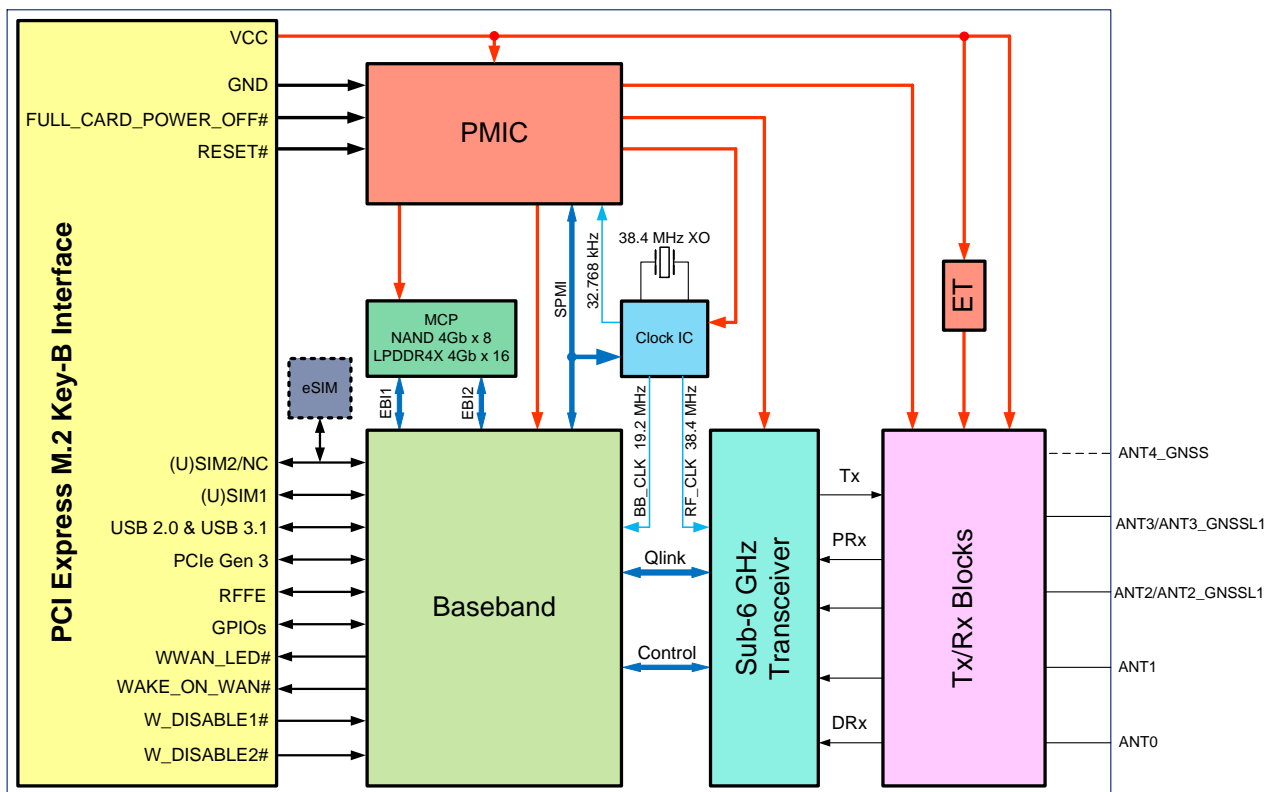 PCI Express M.2 Key-B Interface
VCC
GND
FULL_CARD_POWER_OFF#
RESET#
(U)SIM2/NC
(U)SIM1
USB 2.0 & USB 3.1
PCIe Gen 3
RFFE
GPIOs
WWAN_LED#
WAKE_ON_WAN#
W_DISABLE1#
W_DISABLE2#
eSIM
PMIC
MCP
NAND 4Gb x 8
LPDDR4X 4Gb x 16
EBI1
EBI2
SPMI
32.768 kHz
38.4 MHz XO
Clock IC
BB_CLK 19.2 MHz
RF_CLK 38.4 MHz
Baseband
Qlink
Control
Sub-6 GHz
Transceiver
Tx
PRx
DRx
ET
Tx/Rx Blocks
ANT4_GNSS
ANT3/ANT3_GNSSL1
ANT2/ANT2_GNSSL1
ANT1
ANT0